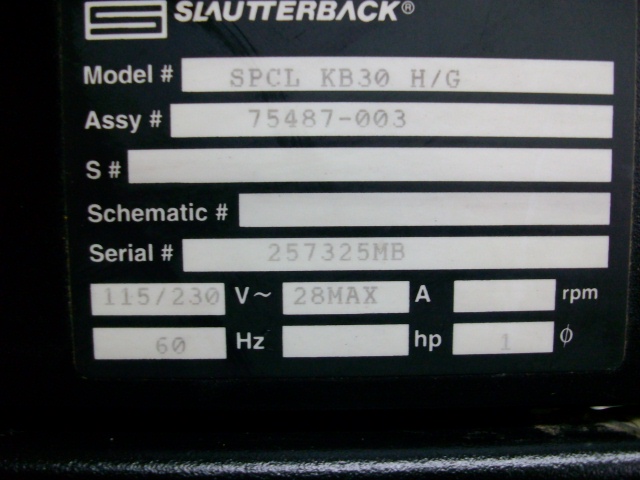 SLAUTTERBACK®
Model # SPCL KB30 H/G
Assy # 75487-003
S #
Schematic #
Serial # 257325MB
115/230 V~ 28MAX A rpm
60 Hz hp 1 ϕ